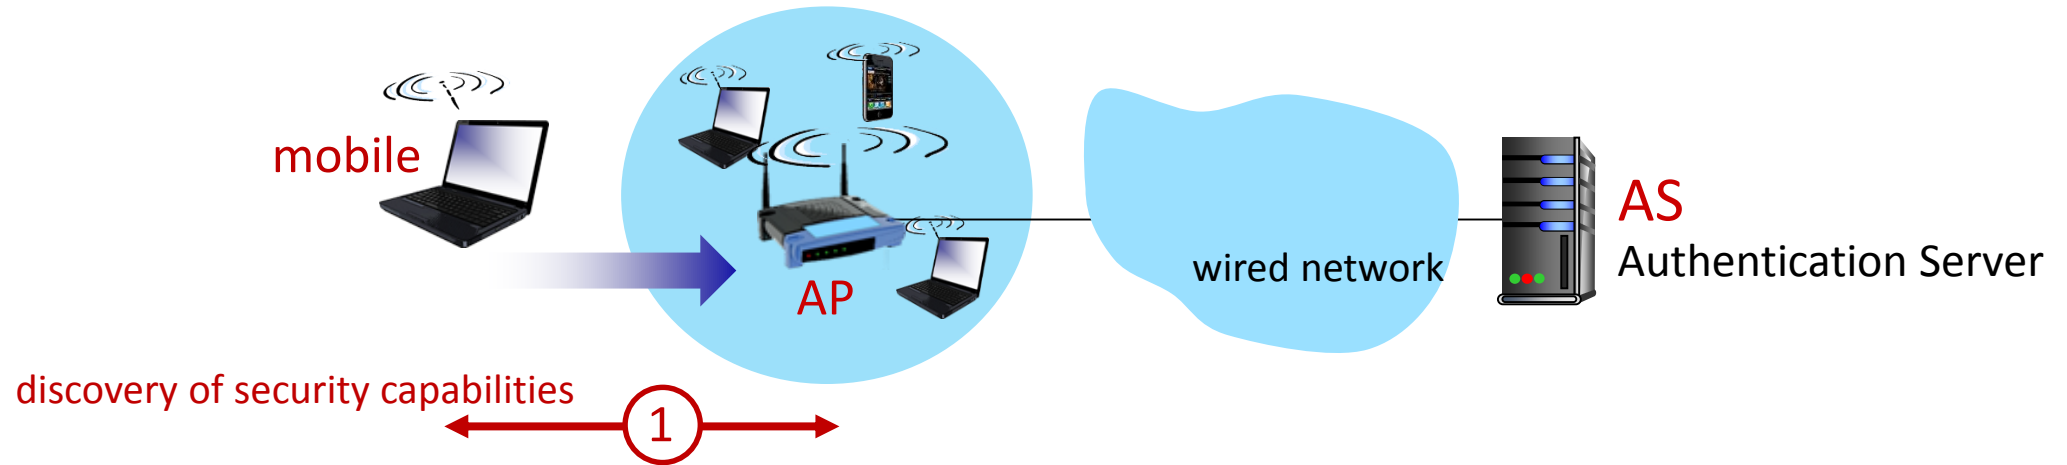 mobile
AP
wired network
AS
Authentication Server
discovery of security capabilities
1